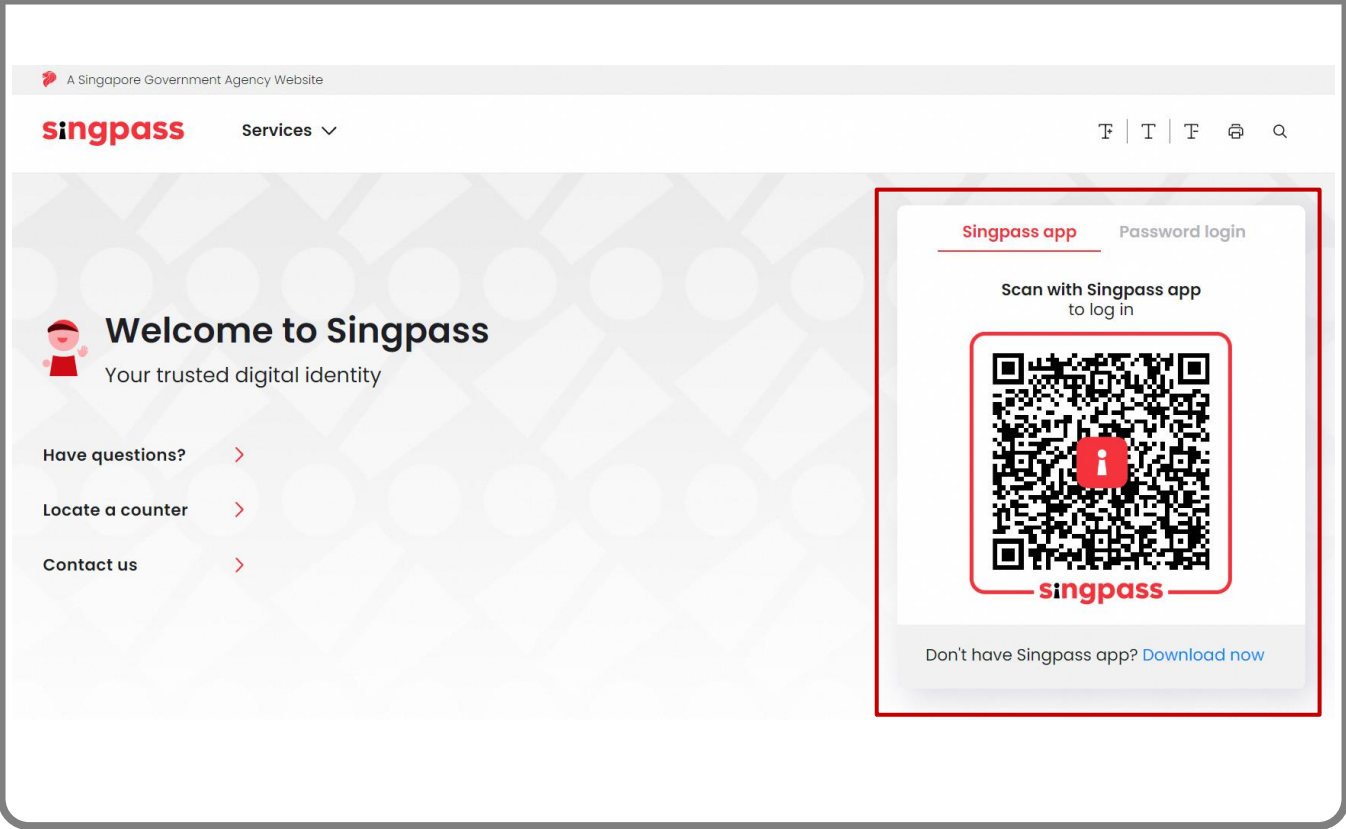 A Singapore Government Agency Website
singpass
Services
Welcome to Singpass
Your trusted digital identity
Have questions?
Locate a counter
Contact us
Singpass app
Password login
Scan with Singpass app
to log in
singpass
Don't have Singpass app? Download now